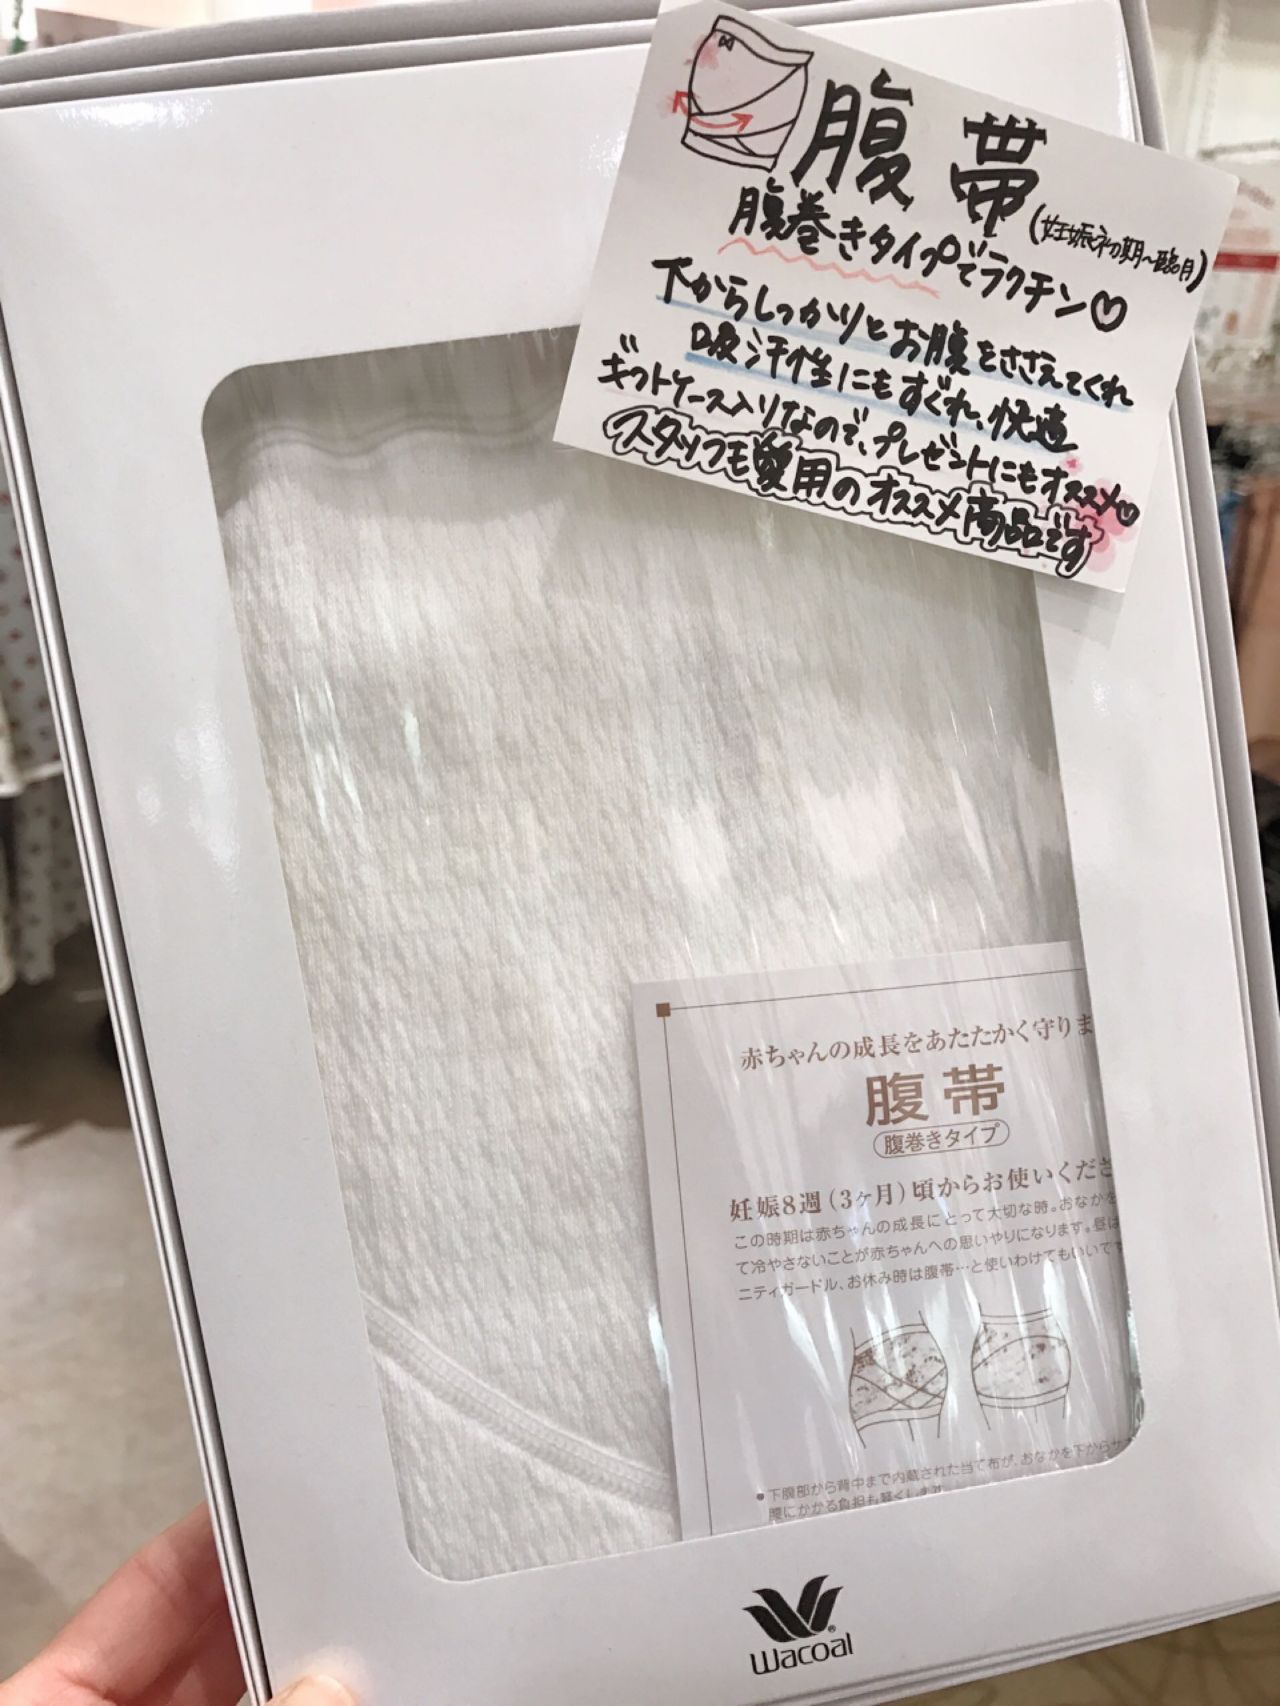 腹帯
(妊娠初期〜臨月)
腹巻きタイプでラクチン♡
下からしっかりとお腹をささえてくれ
吸汗性にもすぐれ、快適
ギフトケース入りなので、プレゼントにもオススメ♡
スタッフも愛用のオススメ商品です
赤ちゃんの成長をあたたかく守りま
腹帯
腹巻きタイプ
妊娠8週(3ヶ月)頃からお使いくださ
この時期は赤ちゃんの成長にとって大切な時。おなかを
て冷やさないことが赤ちゃんへの思いやりになります。昼は
ニティガードル、お休み時は腹帯…と使いわけてもいいです
●下腹部から背中まで内蔵された当て布が、おなかを下からサ
腰にかかる負担も軽くします
Wacoal